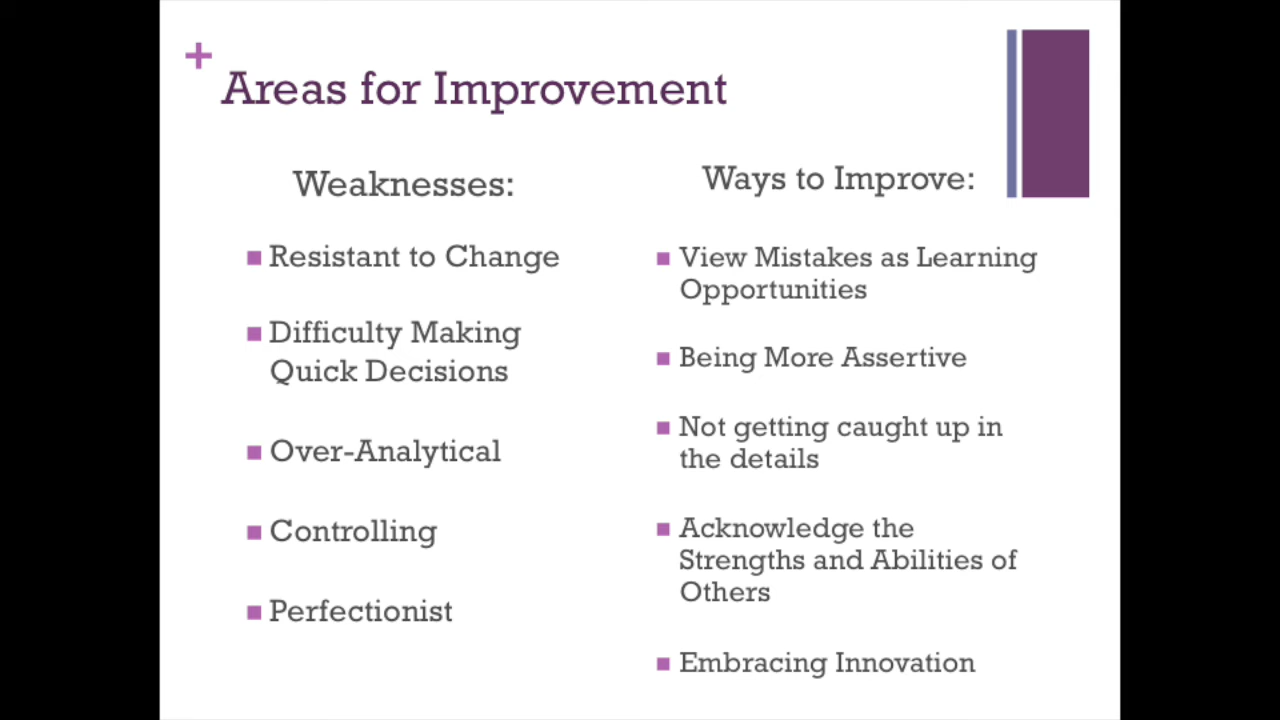 +
Areas for Improvement
Weaknesses:
Resistant to Change
Difficulty Making
Quick Decisions
Over-Analytical
Controlling
Perfectionist
Ways to Improve:
View Mistakes as Learning
Opportunities
Being More Assertive
Not getting caught up in
the details
Acknowledge the
Strengths and Abilities of
Others
Embracing Innovation